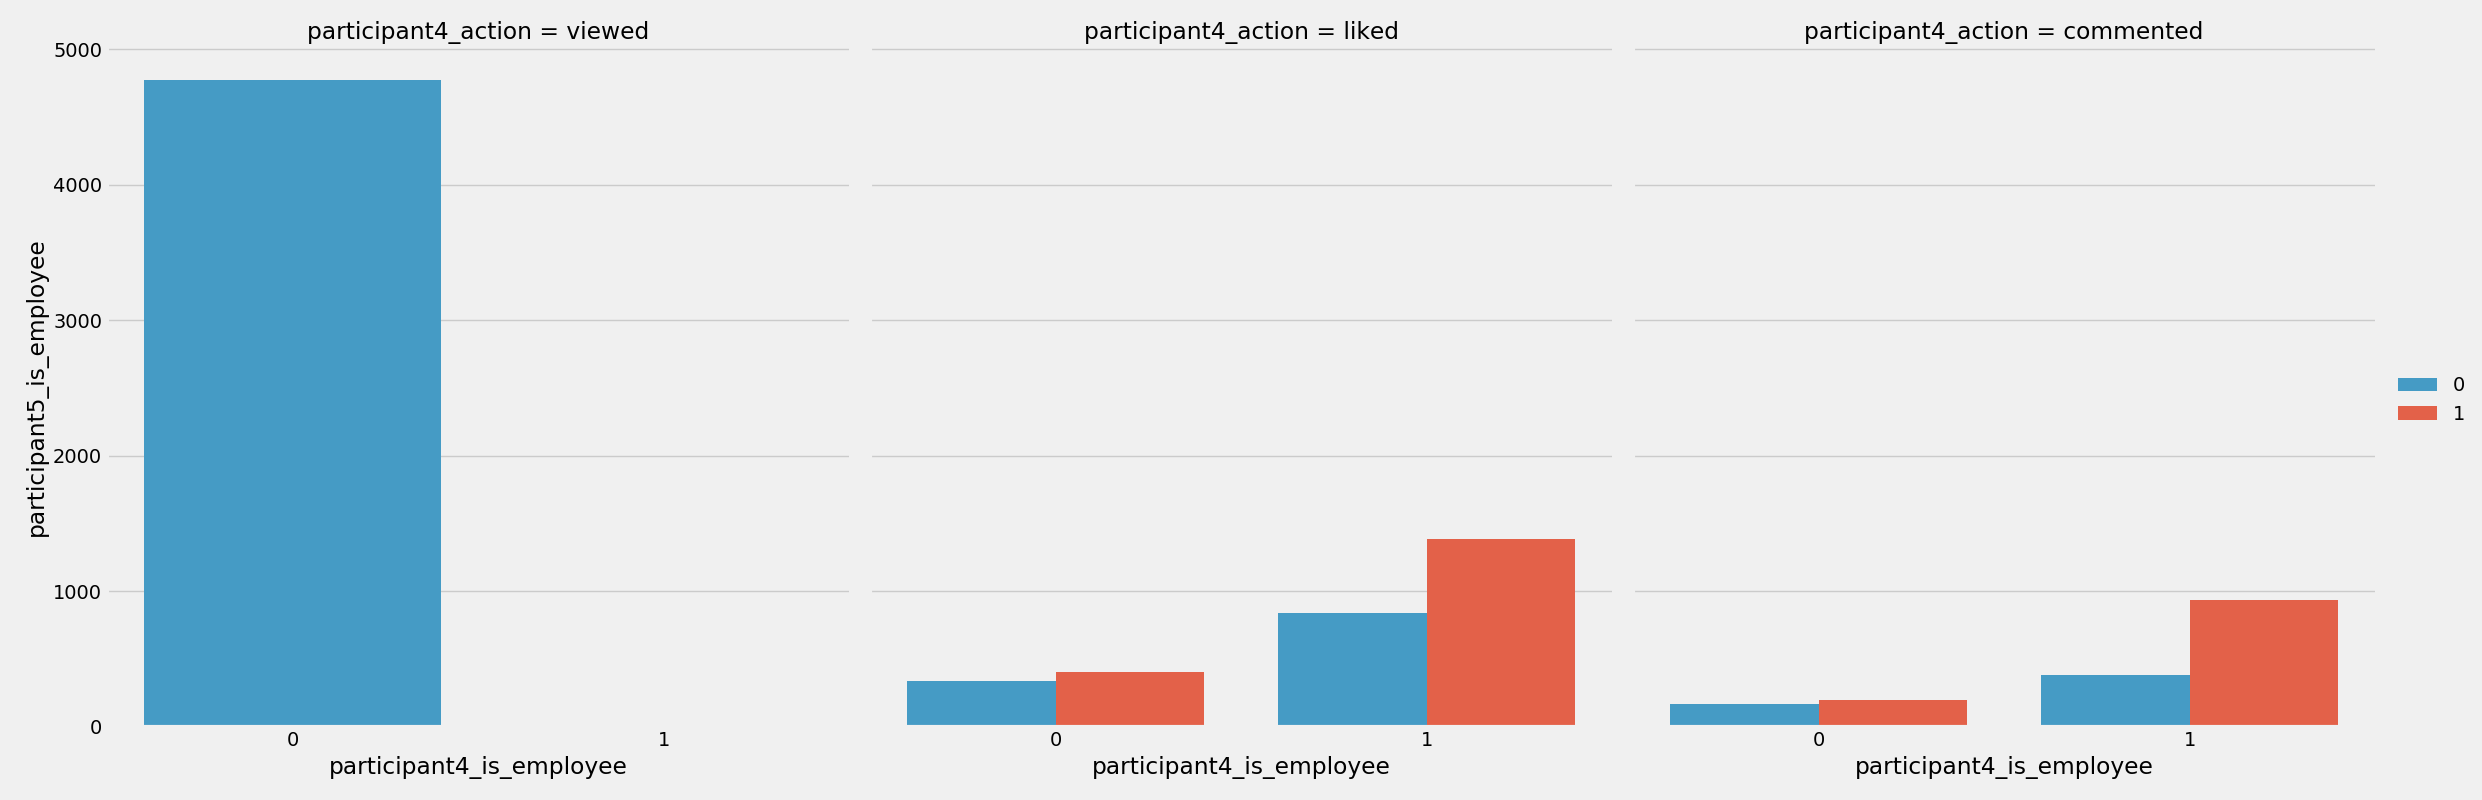 participant4_action = viewed
participant4_action = liked
participant4_action = commented
5000
4000
3000
2000
1000
0
participant5_is_employee
0
1
0
1
0
1
participant4_is_employee
participant4_is_employee
participant4_is_employee
0
1